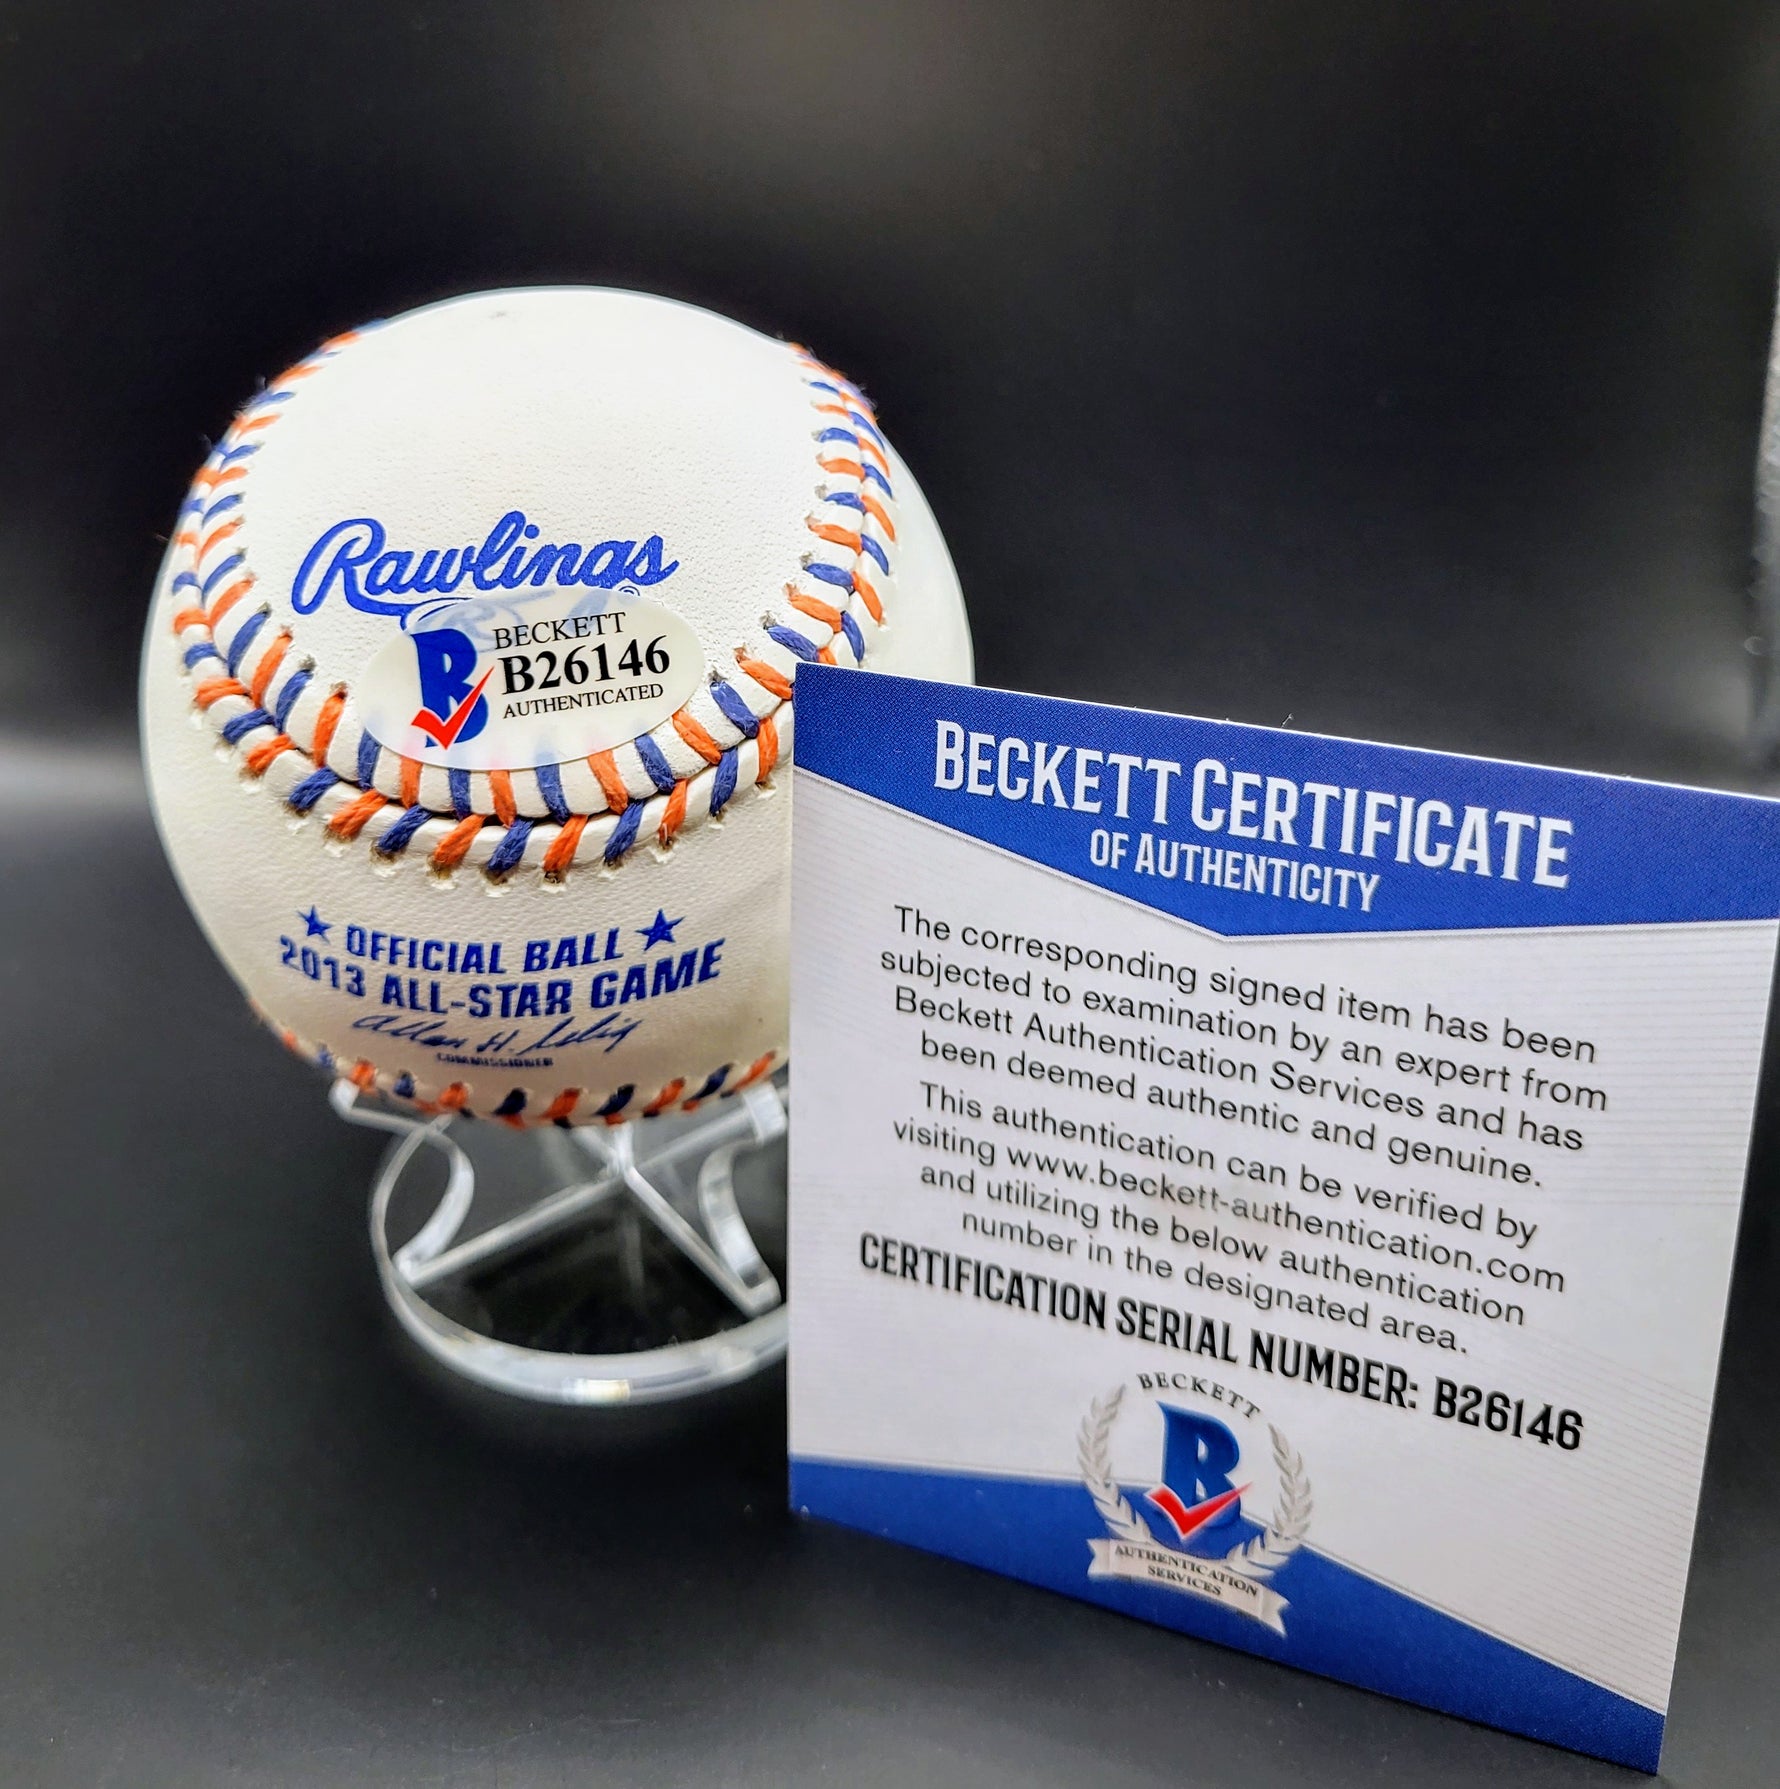 Rawlings
BECKETT
B26146
AUTHENTICATED
OFFICIAL BALL
2013 ALL-STAR GAME
Allan H. Selig
COMMISSIONER
BECKETT CERTIFICATE
OF AUTHENTICITY
The corresponding signed item has been
subjected to examination by an expert from
Beckett Authentication Services and has
been deemed authentic and genuine.
This authentication can be verified by
visiting www.beckett-authentication.com
and utilizing the below authentication
number in the designated area.
CERTIFICATION SERIAL NUMBER: B26146
BECKETT
B
AUTHENTICATION
SERVICES